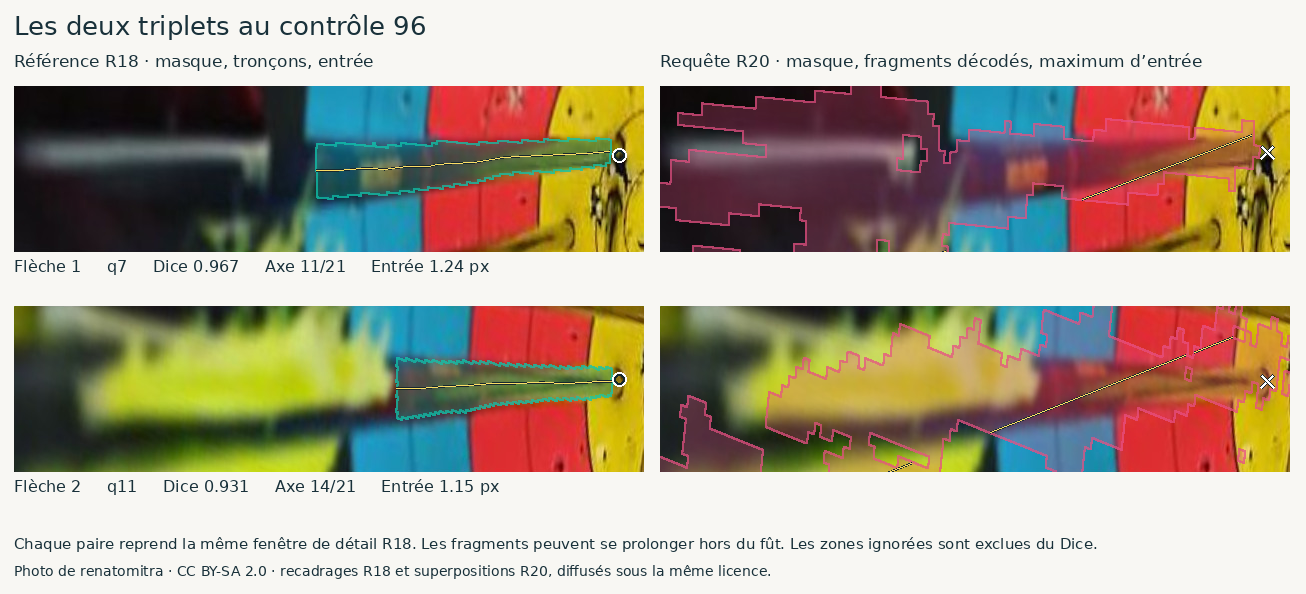 Les deux triplets au contrôle 96
Référence R18 · masque, tronçons, entrée
Requête R20 · masque, fragments décodés, maximum d’entrée
Flèche 1 q7 Dice 0.967 Axe 11/21 Entrée 1.24 px
Flèche 2 q11 Dice 0.931 Axe 14/21 Entrée 1.15 px
Chaque paire reprend la même fenêtre de détail R18. Les fragments peuvent se prolonger hors du fût. Les zones ignorées sont exclues du Dice.
Photo de renatomitra · CC BY-SA 2.0 · recadrages R18 et superpositions R20, diffusés sous la même licence.